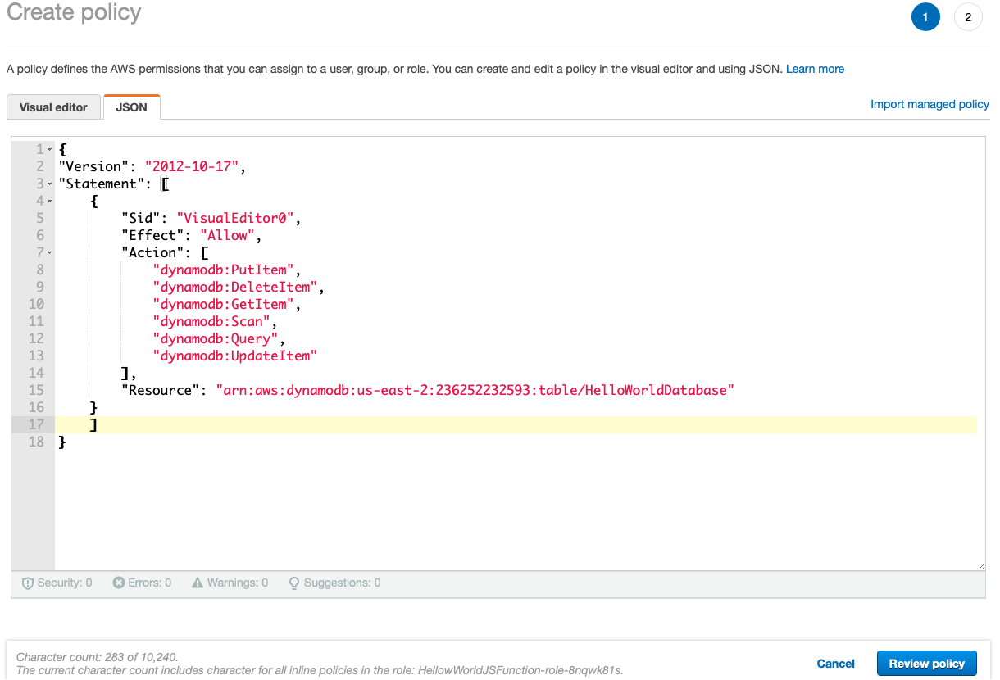 Create policy
1
2
A policy defines the AWS permissions that you can assign to a user, group, or role. You can create and edit a policy in the visual editor and using JSON. Learn more
Visual editor
JSON
Import managed policy
1 {
2 "Version": "2012-10-17",
3 "Statement": [
4     {
5         "Sid": "VisualEditor0",
6         "Effect": "Allow",
7         "Action": [
8             "dynamodb:PutItem",
9             "dynamodb:DeleteItem",
10             "dynamodb:GetItem",
11             "dynamodb:Scan",
12             "dynamodb:Query",
13             "dynamodb:UpdateItem"
14         ],
15         "Resource": "arn:aws:dynamodb:us-east-2:236252232593:table/HelloWorldDatabase"
16     }
17     ]
18 }
Security: 0 Errors: 0 Warnings: 0 Suggestions: 0
Character count: 283 of 10,240.
The current character count includes character for all inline policies in the role: HellowWorldJSFunction-role-8nqwk81s.
Cancel
Review policy